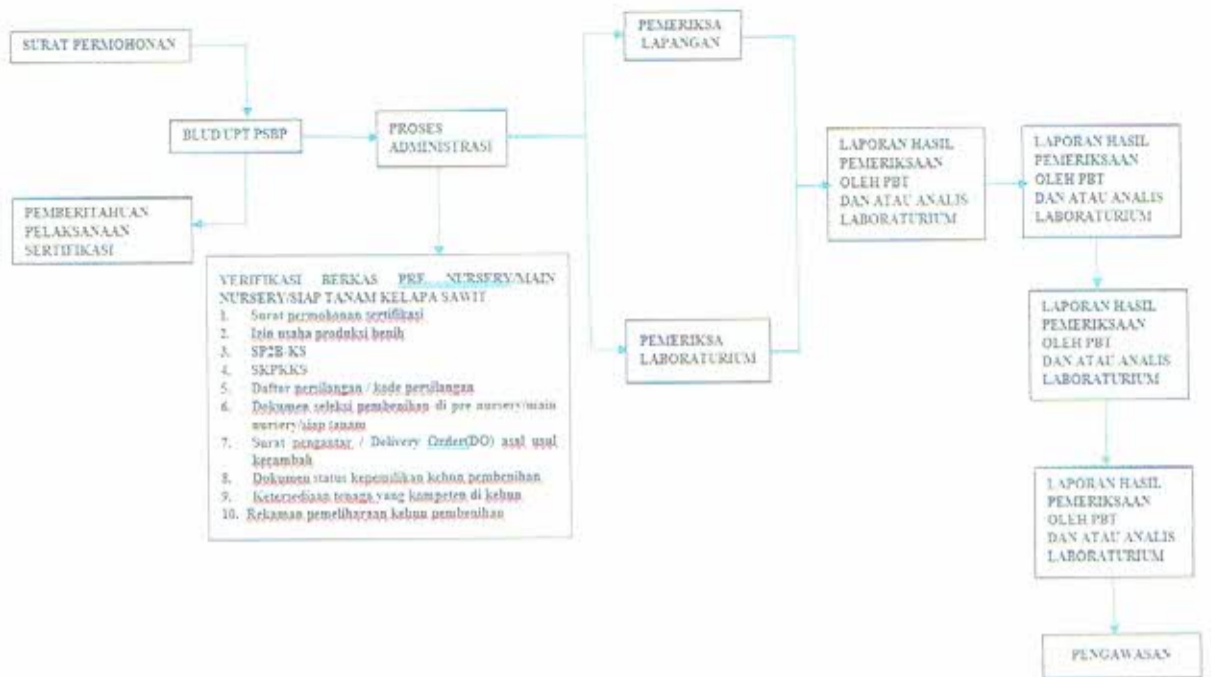 SURAT PERMOHONAN
BLUD UPT PSBP
PEMBERITAHUAN
PELAKSANAAN
SERTIFIKASI
PROSES
ADMINISTRASI
VERIFIKASI BERKAS PRE NURSERY/MAIN
NURSERY/SIAP TANAM KELAPA SAWIT
1. Surat permohonan sertifikasi
2. Izin usaha produksi benih
3. SP2B-KS
4. SKPKKS
5. Daftar persilangan / kode persilangan
6. Dokumen seleksi pembenihan di pre nursery/main
nursery/siap tanam
7. Surat pengantar / Delivery Order(DO) asal usul
kecambah
8. Dokumen status kepemilikan kebun pembenihan
9. Ketersediaan tenaga yang kompeten di kebun
10. Rekaman pemeliharaan kebun pembenihan
PEMERIKSA
LAPANGAN
PEMERIKSA
LABORATURIUM
LAPORAN HASIL
PEMERIKSAAN
OLEH PBT
DAN ATAU ANALIS
LABORATURIUM
LAPORAN HASIL
PEMERIKSAAN
OLEH PBT
DAN ATAU ANALIS
LABORATURIUM
LAPORAN HASIL
PEMERIKSAAN
OLEH PBT
DAN ATAU ANALIS
LABORATURIUM
LAPORAN HASIL
PEMERIKSAAN
OLEH PBT
DAN ATAU ANALIS
LABORATURIUM
PENGAWASAN